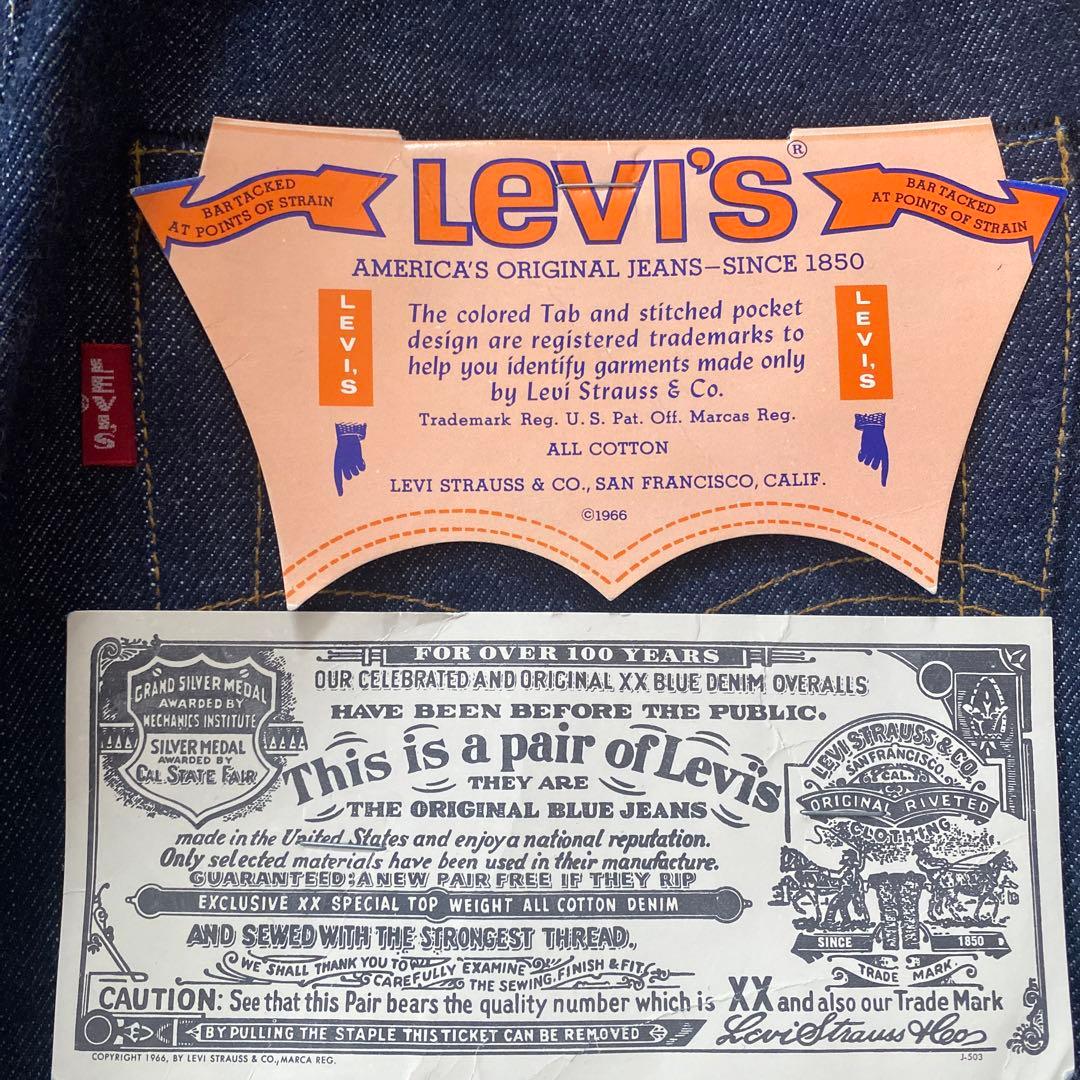 LEVI'S®
BARTACKED
AT POINTS OF STRAIN
BARTACKED
AT POINTS OF STRAIN
AMERICA'S ORIGINAL JEANS—SINCE 1850
LEVI'S
The colored Tab and stitched pocket
design are registered trademarks to
help you identify garments made only
by Levi Strauss & Co.
LEVI'S
Trademark Reg. U. S. Pat. Off. Marcas Reg.
ALL COTTON
LEVI STRAUSS & CO., SAN FRANCISCO, CALIF.
©1966
LEVI'S
®
FOR OVER 100 YEARS
OUR CELEBRATED AND ORIGINAL XX BLUE DENIM OVERALLS
HAVE BEEN BEFORE THE PUBLIC.
GRAND SILVER MEDAL
AWARDED BY
MECHANICS INSTITUTE
SILVER MEDAL
AWARDED BY
CAL. STATE FAIR
This is a pair of Levi's
THEY ARE
THE ORIGINAL BLUE JEANS
made in the United States and enjoy a national reputation.
Only selected materials have been used in their manufacture.
GUARANTEED: A NEW PAIR FREE IF THEY RIP
EXCLUSIVE XX SPECIAL TOP WEIGHT ALL COTTON DENIM
AND SEWED WITH THE STRONGEST THREAD.
WE SHALL THANK YOU TO
CAREFULLY EXAMINE
THE SEWING, FINISH & FIT
LEVI STRAUSS & CO.
SAN FRANCISCO,
CAL.
ORIGINAL RIVETED
CLOTHING
SINCE 1850
TRADE MARK.
CAUTION: See that this Pair bears the quality number which is XX and also our Trade Mark
BY PULLING THE STAPLE THIS TICKET CAN BE REMOVED
Levi Strauss & Co
COPYRIGHT 1966, BY LEVI STRAUSS & CO., MARCA REG.
J-503